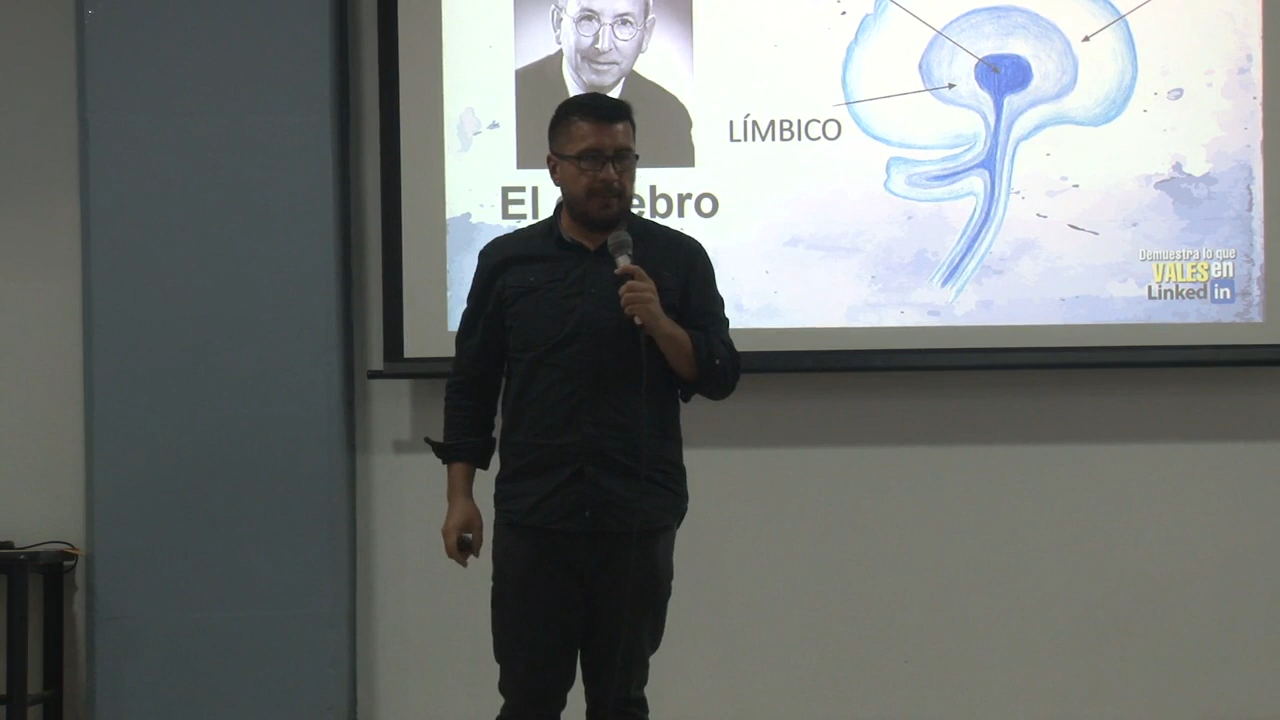 LÍMBICO
El ebro
Demuestra lo que
VALES en
Linked in